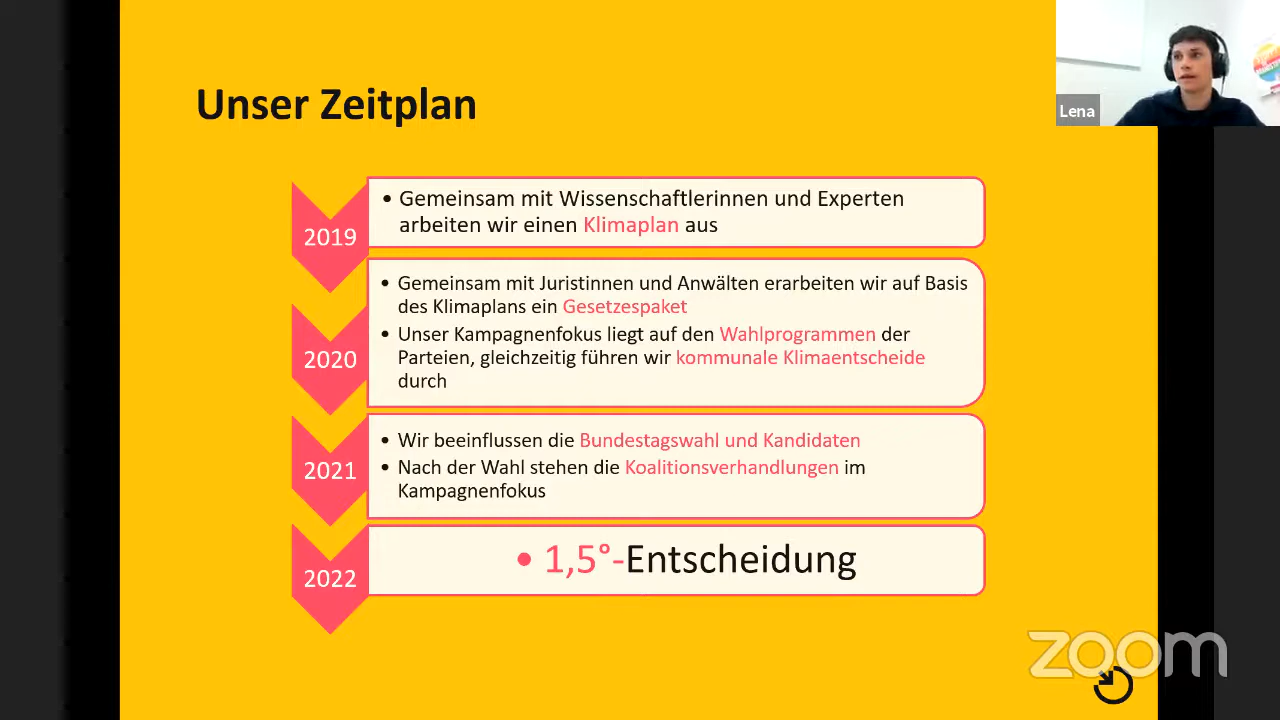 Unser Zeitplan
Lena
2019
• Gemeinsam mit Wissenschaftlerinnen und Experten
arbeiten wir einen Klimaplan aus
2020
• Gemeinsam mit Juristinnen und Anwälten erarbeiten wir auf Basis
des Klimaplans ein Gesetzespaket
• Unser Kampagnenfokus liegt auf den Wahlprogrammen der
Parteien, gleichzeitig führen wir kommunale Klimaentscheide
durch
2021
• Wir beeinflussen die Bundestagswahl und Kandidaten
• Nach der Wahl stehen die Koalitionsverhandlungen im
Kampagnenfokus
2022
• 1,5°-Entscheidung
zoom